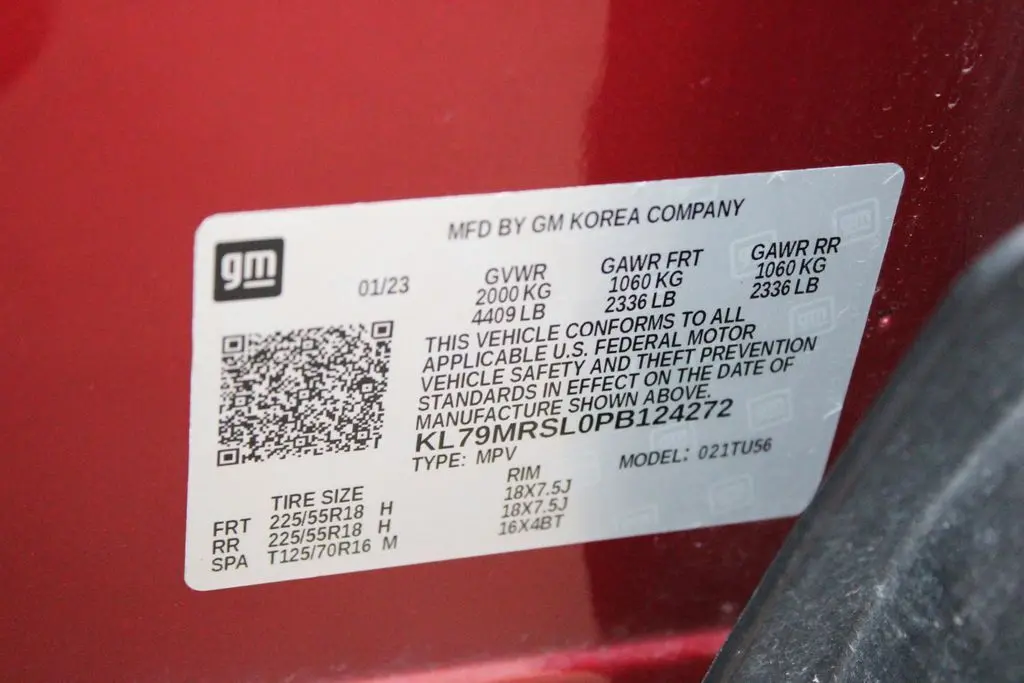 MFD BY GM KOREA COMPANY
gm
01/23
GVWR
2000 KG
4409 LB
GAWR FRT
1060 KG
2336 LB
GAWR RR
1060 KG
2336 LB
THIS VEHICLE CONFORMS TO ALL
APPLICABLE U.S. FEDERAL MOTOR
VEHICLE SAFETY AND THEFT PREVENTION
STANDARDS IN EFFECT ON THE DATE OF
MANUFACTURE SHOWN ABOVE.
KL79MRSL0PB124272
TYPE: MPV
MODEL: 021TU56
TIRE SIZE
RIM
FRT 225/55R18 H 18X7.5J
RR 225/55R18 H 18X7.5J
SPA T125/70R16 M 16X4BT